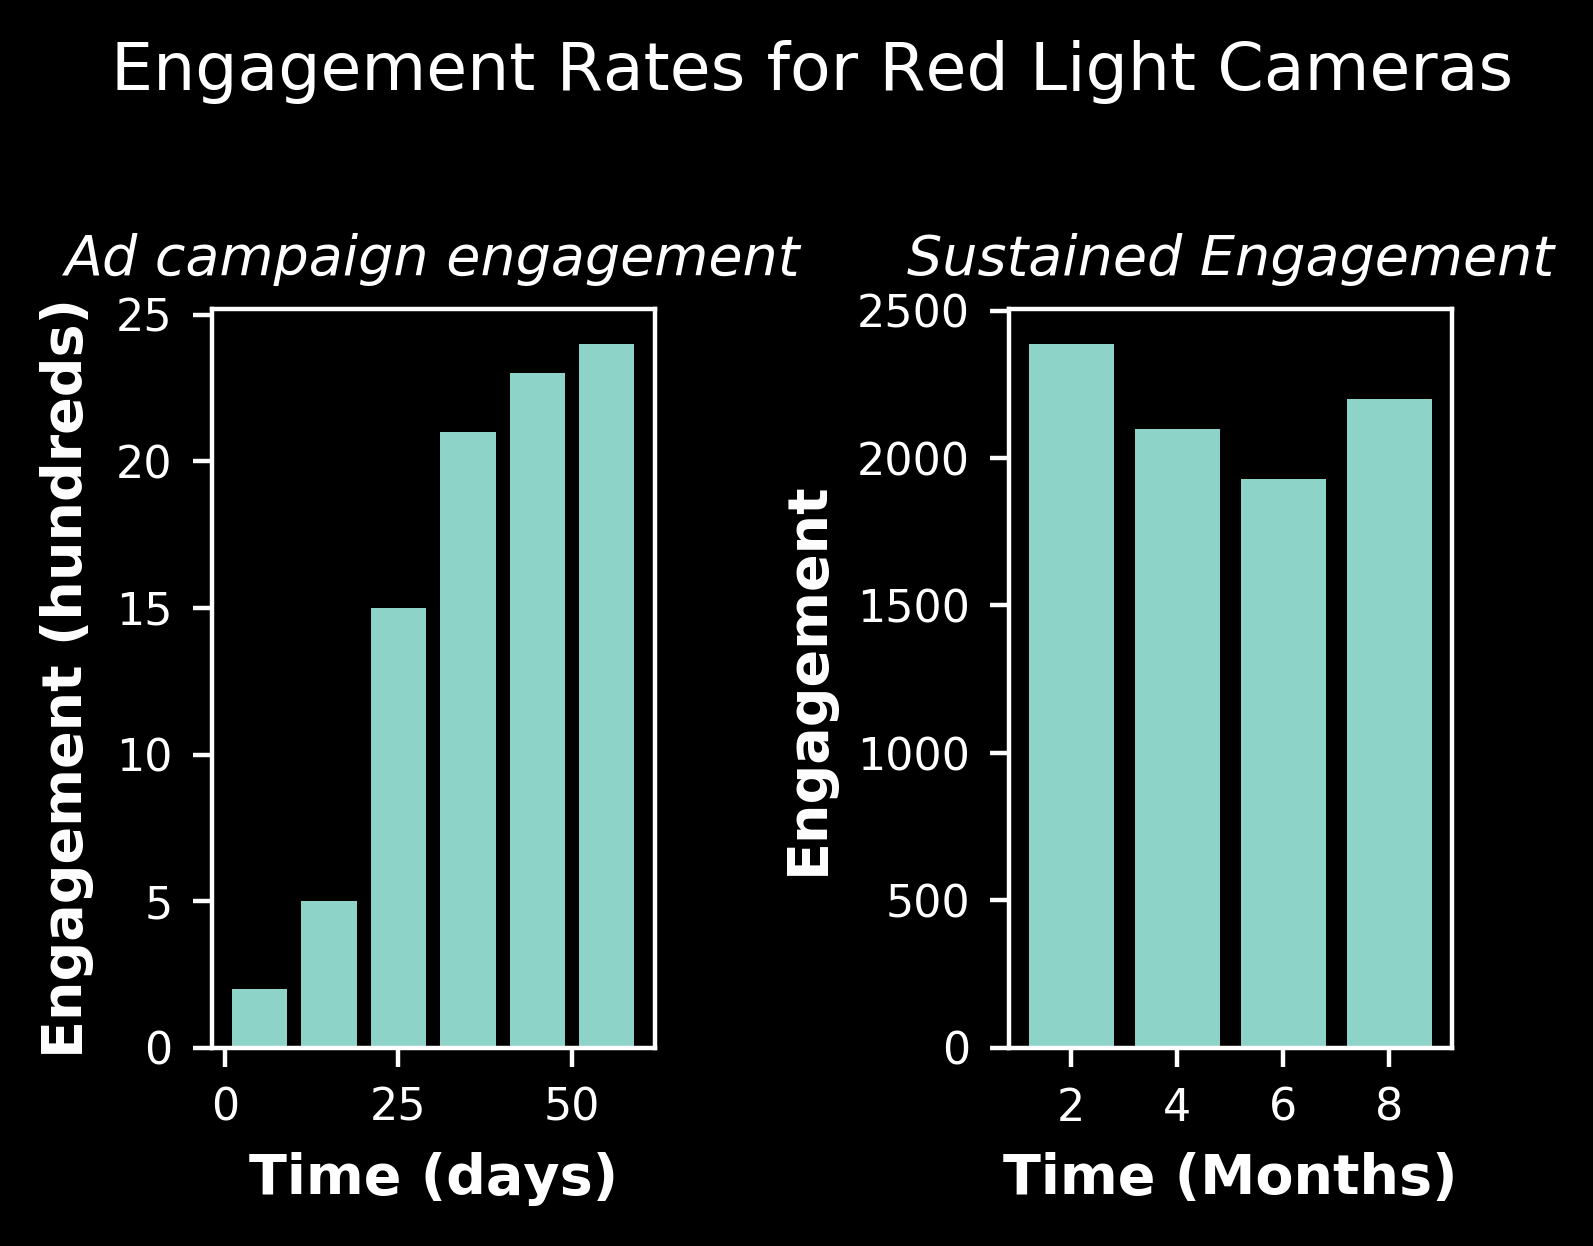 Engagement Rates for Red Light Cameras
Ad campaign engagement
Engagement (hundreds)
25
20
15
10
5
0
0 25 50
Time (days)
Sustained Engagement
Engagement
2500
2000
1500
1000
500
0
2 4 6 8
Time (Months)